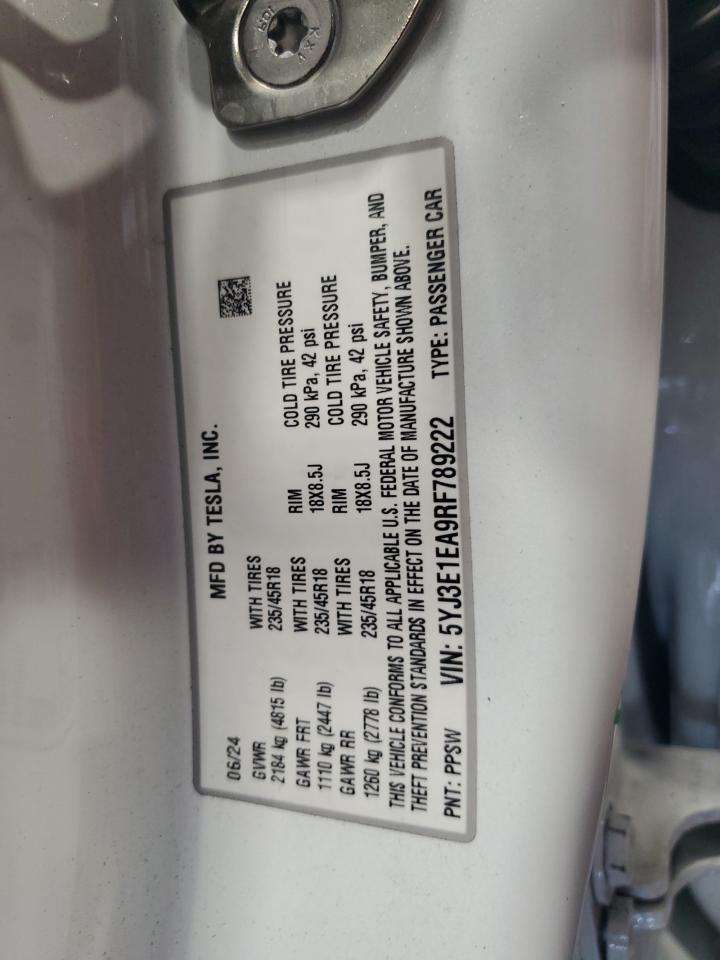 MFD BY TESLA, INC.
06/24
GVWR WITH TIRES
2184 kg (4815 lb) 235/45R18
GAWR FRT WITH TIRES RIM COLD TIRE PRESSURE
1110 kg (2447 lb) 235/45R18 18X8.5J 290 kPa, 42 psi
GAWR RR WITH TIRES RIM COLD TIRE PRESSURE
1260 kg (2778 lb) 235/45R18 18X8.5J 290 kPa, 42 psi
THIS VEHICLE CONFORMS TO ALL APPLICABLE U.S. FEDERAL MOTOR VEHICLE SAFETY, BUMPER, AND
THEFT PREVENTION STANDARDS IN EFFECT ON THE DATE OF MANUFACTURE SHOWN ABOVE.
PNT: PPSW VIN: 5YJ3E1EA9RF789222 TYPE: PASSENGER CAR